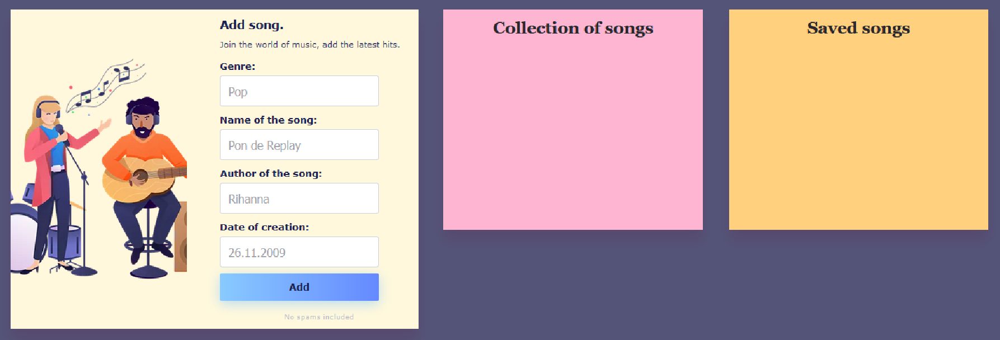 Add song.
Join the world of music, add the latest hits.
Genre:
Pop
Name of the song:
Pon de Replay
Author of the song:
Rihanna
Date of creation:
26.11.2009
Add
No spams included
Collection of songs
Saved songs